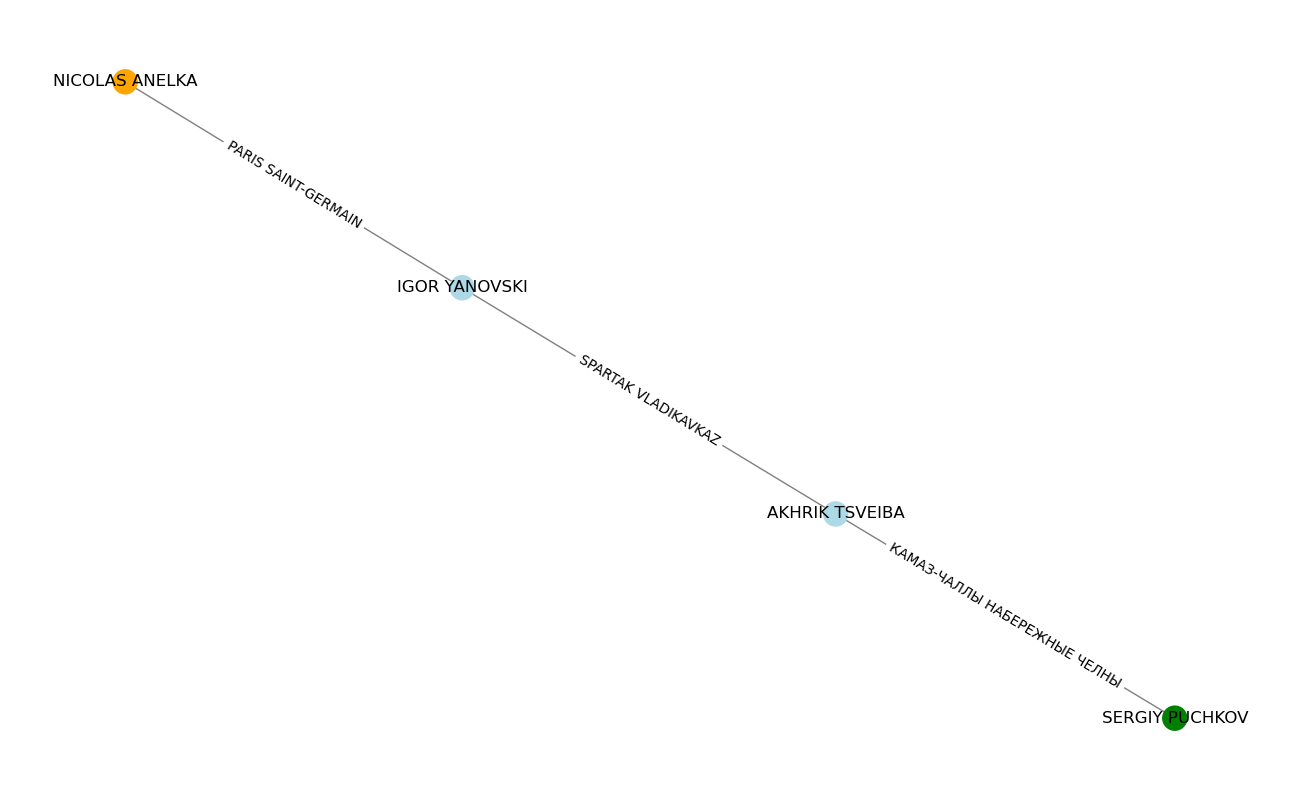 NICOLAS ANELKA
PARIS SAINT-GERMAIN
IGOR YANOVSKI
SPARTAK VLADIKAVKAZ
AKHRIK TSVEIBA
КАМАЗ-ЧАЛЛЫ НАБЕРЕЖНЫЕ ЧЕЛНЫ
SERGIY PUCHKOV